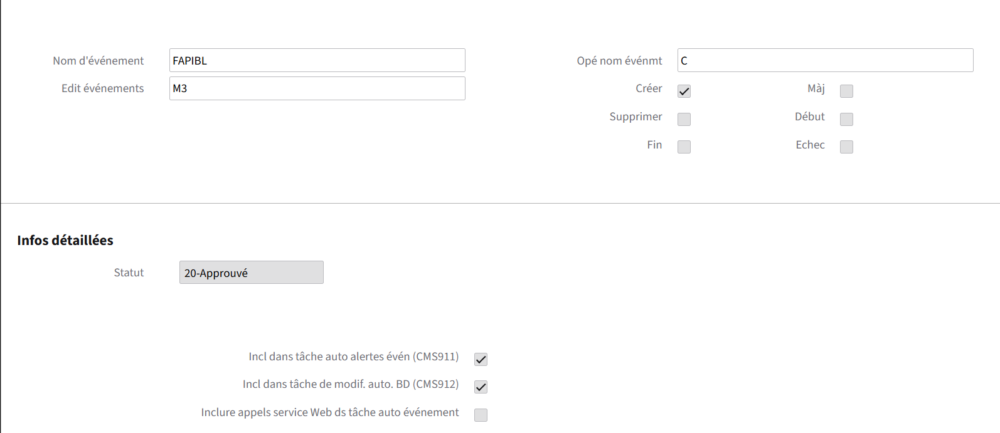 Nom d'événement FAPIBL Opé nom événmt C
Edit événements M3 Créer Màj
Supprimer Début
Fin Echec
Infos détaillées
Statut 20-Approuvé
Incl dans tâche auto alertes évén (CMS911)
Incl dans tâche de modif. auto. BD (CMS912)
Inclure appels service Web ds tâche auto événement